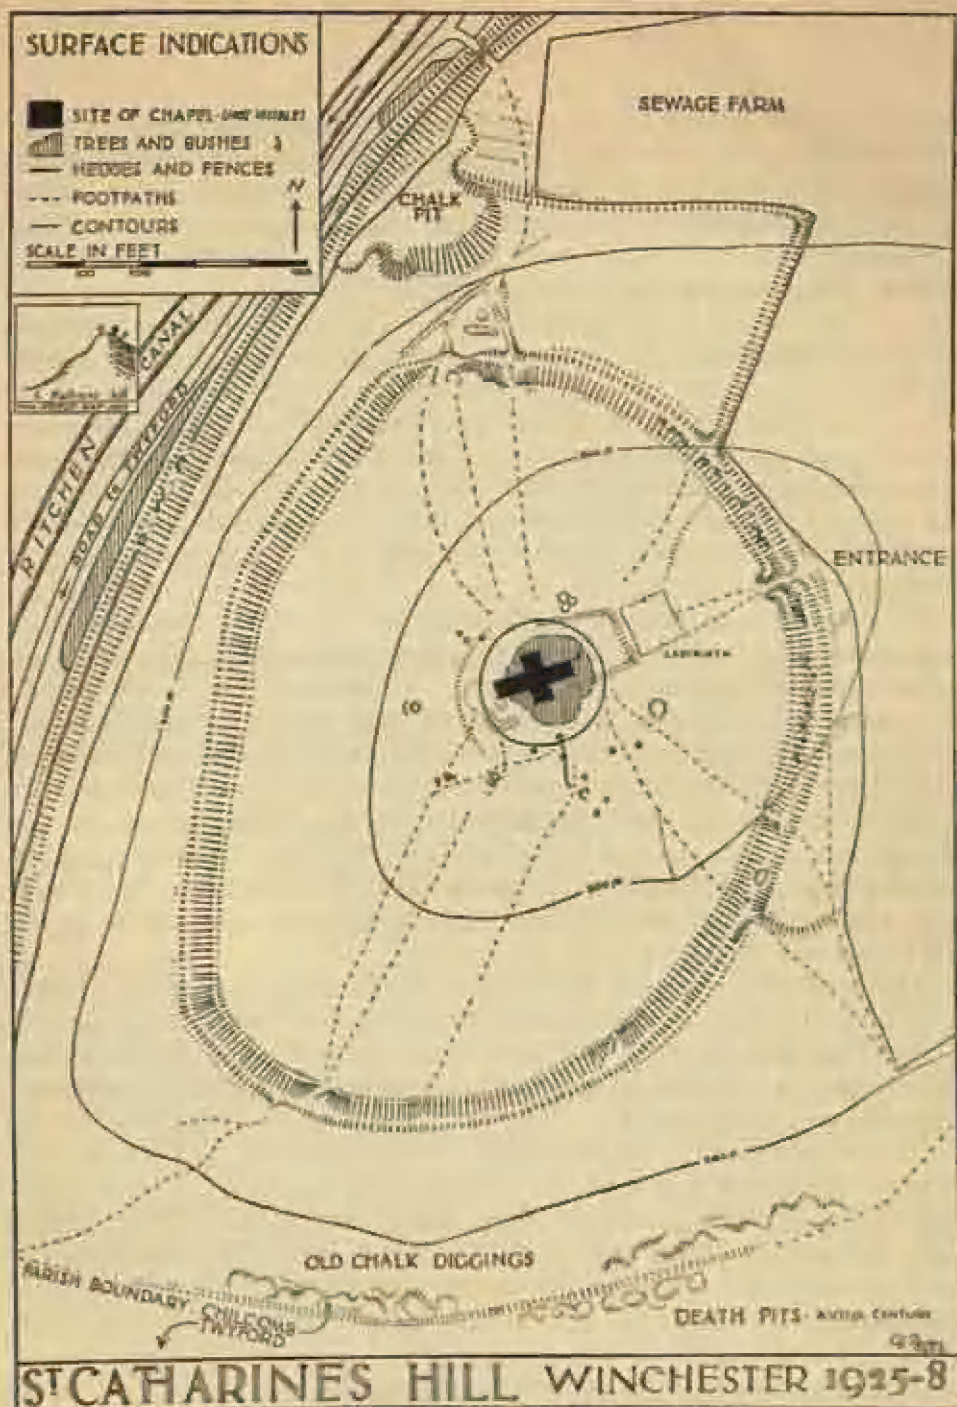 SURFACE INDICATIONS
SITE OF CHAPEL
TREES AND BUSHES
HEDGES AND FENCES
FOOTPATHS
CONTOURS
N
SCALE IN FEET
SEWAGE FARM
CHALK
PIT
CANAL
ROAD to TWYFORD
RITCHEN
ENTRANCE
LABYRINTH
OLD CHALK DIGGINGS
PARISH BOUNDARY
CHILCOMB
TWYFORD
DEATH PITS
ST CATHARINES HILL WINCHESTER 1925-8